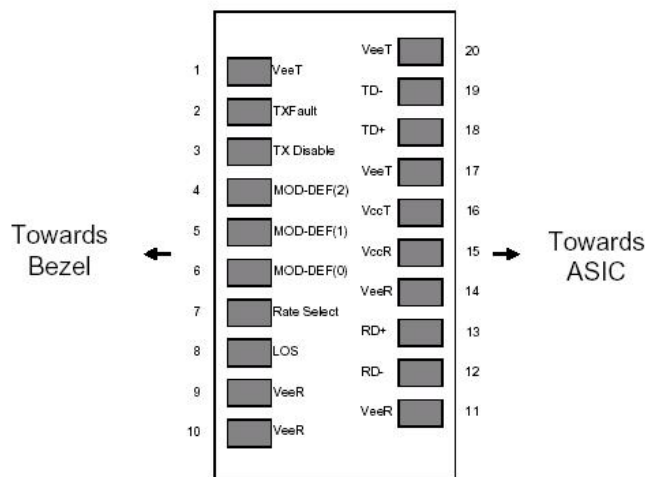 VeeT 20
1 VeeT
TD- 19
2 TXFault
TD+ 18
3 TX Disable
VeeT 17
4 MOD-DEF(2)
VccT 16
5 MOD-DEF(1)
VccR 15
6 MOD-DEF(0)
VeeR 14
7 Rate Select
RD+ 13
8 LOS
RD- 12
9 VeeR
VeeR 11
10 VeeR
Towards
Bezel
Towards
ASIC